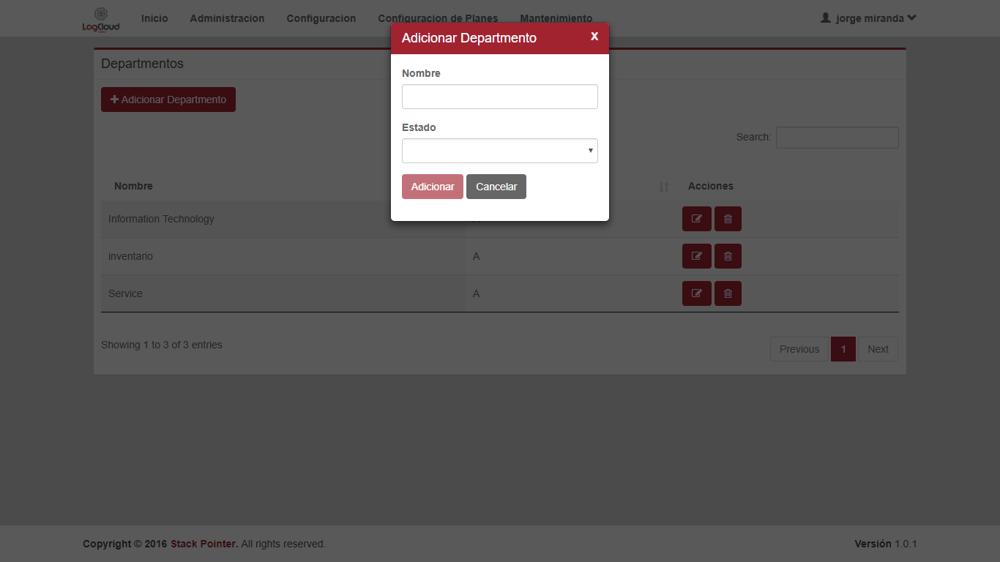 LogCloud Inicio Administracion Configuracion Configuracion de Planes Mantenimiento jorge miranda
Adicionar Departmento X
Departmentos
Nombre
Adicionar Departmento
Estado
Search:
Adicionar Cancelar
Nombre Acciones
Information Technology
inventario A
Service A
Showing 1 to 3 of 3 entries
Previous 1 Next
Copyright © 2016 Stack Pointer. All rights reserved. Versión 1.0.1